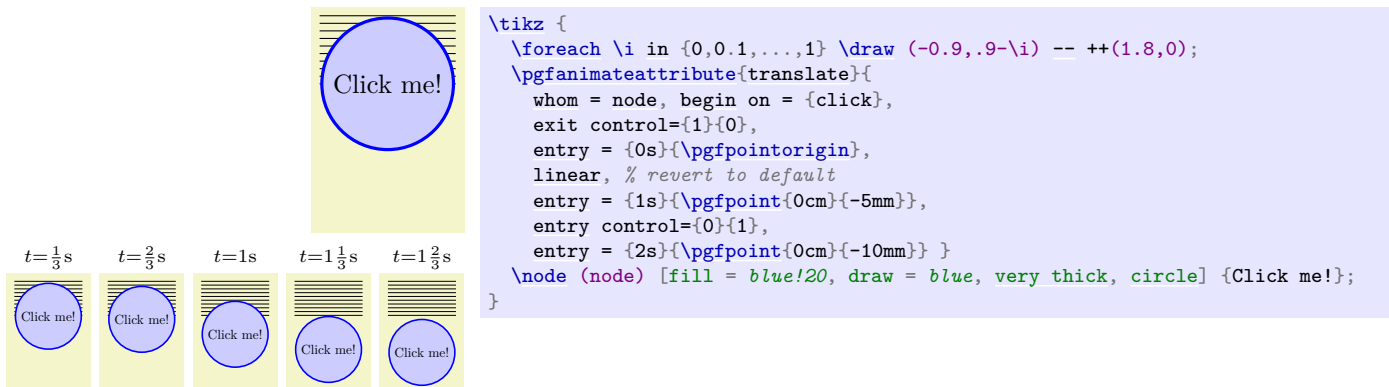 Click me!
t=1/3s t=2/3s t=1s t=1 1/3s t=1 2/3s
Click me! Click me! Click me! Click me! Click me!
\tikz {
  \foreach \i in {0,0.1,...,1} \draw (-0.9,.9-\i) -- ++(1.8,0);
  \pgfanimateattribute{translate}{
    whom = node, begin on = {click},
    exit control={1}{0},
    entry = {0s}{\pgfpointorigin},
    linear, % revert to default
    entry = {1s}{\pgfpoint{0cm}{-5mm}},
    entry control={0}{1},
    entry = {2s}{\pgfpoint{0cm}{-10mm}} }
  \node (node) [fill = blue!20, draw = blue, very thick, circle] {Click me!};
}